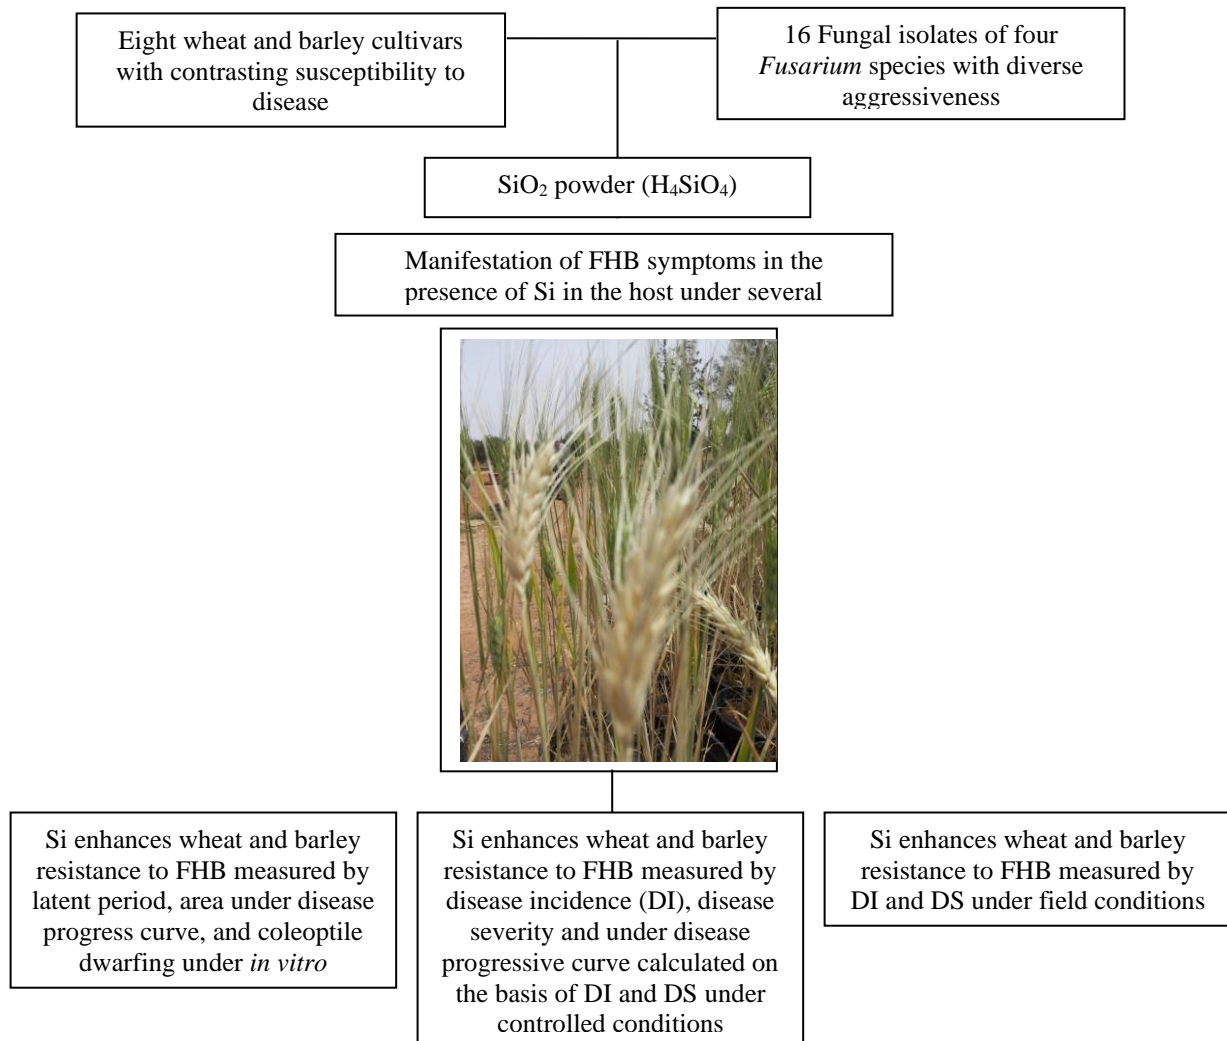 Eight wheat and barley cultivars
with contrasting susceptibility to
disease
16 Fungal isolates of four
Fusarium species with diverse
aggressiveness
SiO₂ powder (H₄SiO₄)
Manifestation of FHB symptoms in the
presence of Si in the host under several
Si enhances wheat and barley
resistance to FHB measured by
latent period, area under disease
progress curve, and coleoptile
dwarfing under in vitro
Si enhances wheat and barley
resistance to FHB measured by
disease incidence (DI), disease
severity and under disease
progressive curve calculated on
the basis of DI and DS under
controlled conditions
Si enhances wheat and barley
resistance to FHB measured by
DI and DS under field conditions